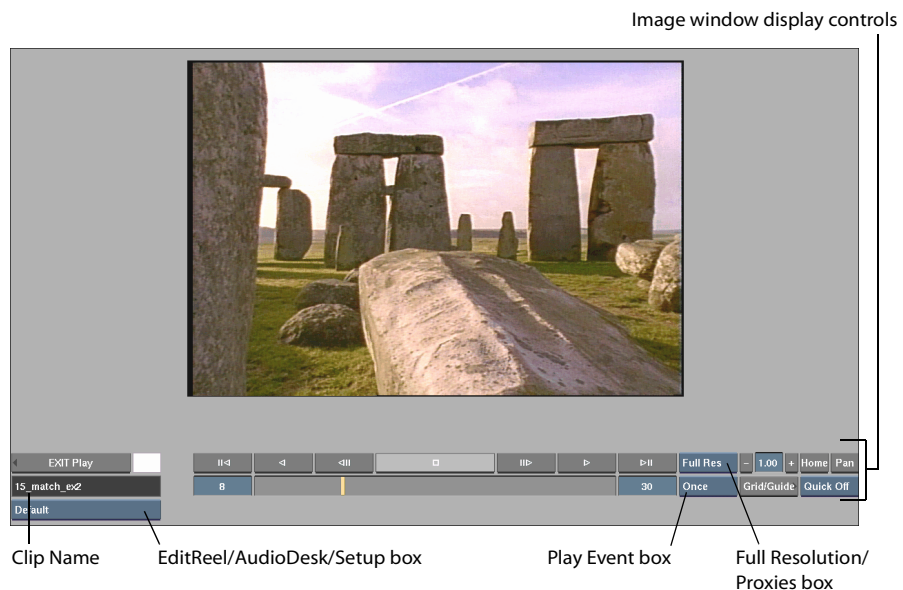 Image window display controls
EXIT Play
Full Res - 1.00 + Home Pan
15_match_ex2
8
30
Once
Grid/Guide
Quick Off
Default
Clip Name
EditReel/AudioDesk/Setup box
Play Event box
Full Resolution/
Proxies box